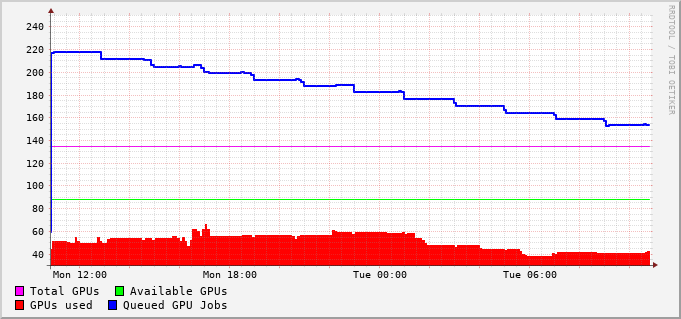 RRDTOOL / TOBI OETIKER
240
220
200
180
160
140
120
100
80
60
40
Mon 12:00 Mon 18:00 Tue 00:00 Tue 06:00
Total GPUs Available GPUs
GPUs used Queued GPU Jobs